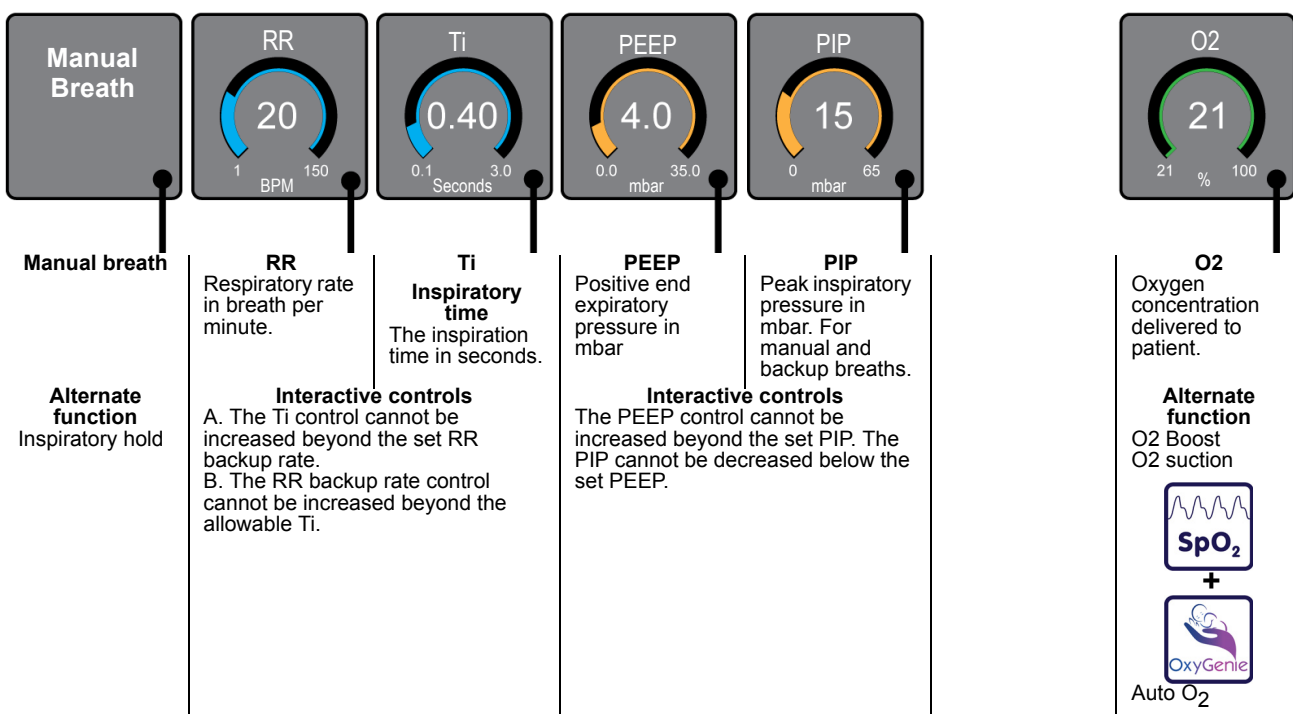 Manual
Breath
RR
20
1
150
BPM
Ti
0.40
0.1
3.0
Seconds
PEEP
4.0
0.0
35.0
mbar
PIP
15
0
65
mbar
O2
21
21
100
%
Manual breath
Alternate
function
Inspiratory hold
RR
Respiratory rate
in breath per
minute.
Ti
Inspiratory
time
The inspiration
time in seconds.
Interactive controls
A. The Ti control cannot be
increased beyond the set RR
backup rate.
B. The RR backup rate control
cannot be increased beyond the
allowable Ti.
PEEP
Positive end
expiratory
pressure in
mbar
PIP
Peak inspiratory
pressure in
mbar. For
manual and
backup breaths.
Interactive controls
The PEEP control cannot be
increased beyond the set PIP. The
PIP cannot be decreased below the
set PEEP.
O2
Oxygen
concentration
delivered to
patient.
Alternate
function
O2 Boost
O2 suction
SpO₂
+
OxyGenie
Auto O₂